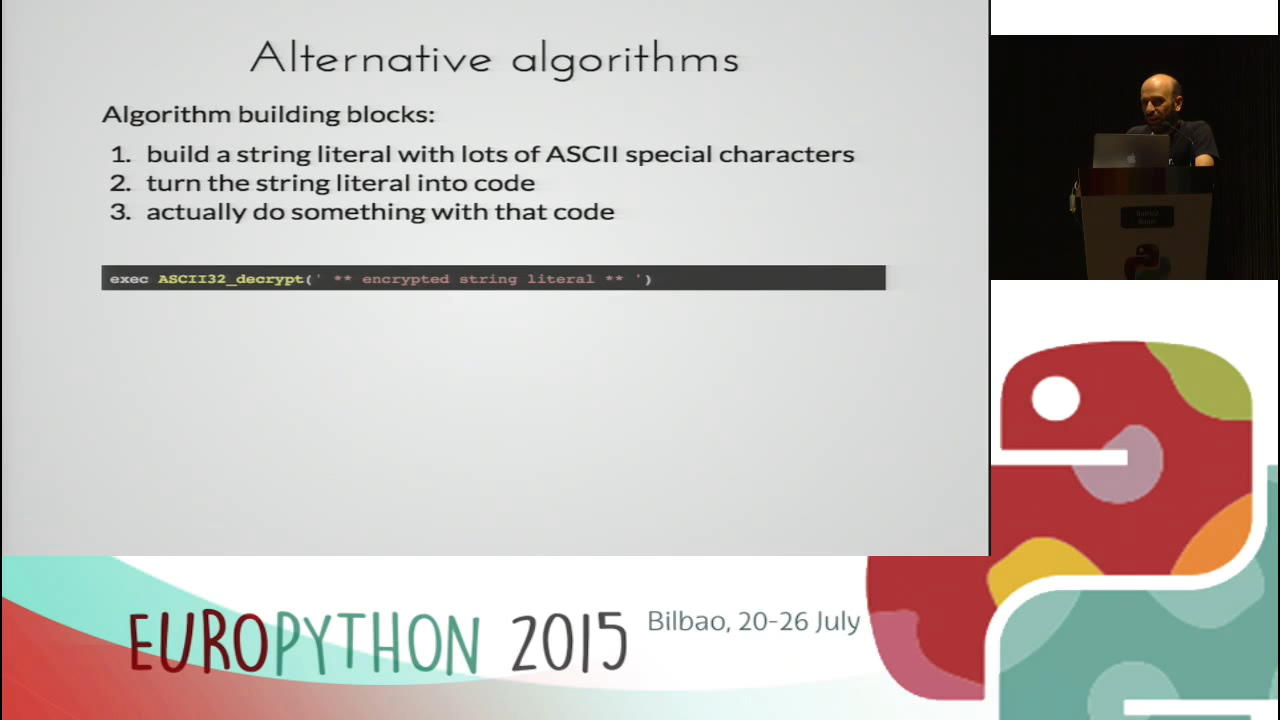 Alternative algorithms
Algorithm building blocks:
1. build a string literal with lots of ASCII special characters
2. turn the string literal into code
3. actually do something with that code
exec ASCII32_decrypt(' ** encrypted string literal ** ')
EUROPYTHON 2015
Bilbao, 20-26 July